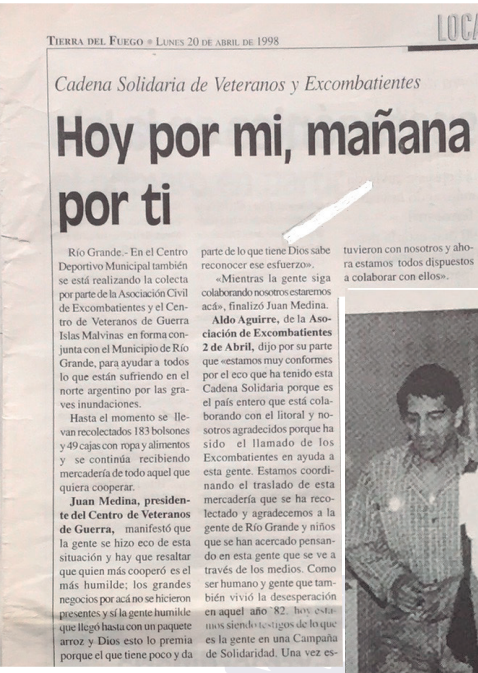 TIERRA DEL FUEGO • LUNES 20 DE ABRIL DE 1998
LOCA
Cadena Solidaria de Veteranos y Excombatientes
Hoy por mi, mañana
por ti
Río Grande.- En el Centro
Deportivo Municipal también
se está realizando la colecta
por parte de la Asociación Civil
de Excombatientes y el Cen-
tro de Veteranos de Guerra
Islas Malvinas en forma con-
junta con el Municipio de Río
Grande, para ayudar a todos
lo que están sufriendo en el
norte argentino por las gra-
ves inundaciones.
Hasta el momento se lle-
van recolectados 183 bolsones
y 49 cajas con ropa y alimentos
y se continúa recibiendo
mercadería de todo aquel que
quiera cooperar.
Juan Medina, presiden-
te del Centro de Veteranos
de Guerra, manifestó que
la gente se hizo eco de esta
situación y hay que resaltar
que quien más cooperó es el
más humilde; los grandes
negocios por acá no se hicieron
presentes y sí la gente humilde
que llegó hasta con un paquete
arroz y Dios esto lo premia
porque el que tiene poco y da
parte de lo que tiene Dios sabe
reconocer ese esfuerzo».
«Mientras la gente siga
colaborando nosotros estaremos
acá», finalizó Juan Medina.
Aldo Aguirre, de la Aso-
ciación de Excombatientes
2 de Abril, dijo por su parte
que «estamos muy conformes
por el eco que ha tenido esta
Cadena Solidaria porque es
el país entero que está cola-
borando con el litoral y no-
sotros agradecidos porque ha
sido el llamado de los
Excombatientes en ayuda a
esta gente. Estamos coordi-
nando el traslado de esta
mercadería que se ha reco-
lectado y agradecemos a la
gente de Río Grande y niños
que se han acercado pensan-
do en esta gente que se ve a
través de los medios. Como
ser humano y gente que tam-
bién vivió la desesperación
en aquel año ´82, hoy esta-
mos siendo testigos de lo que
es la gente en una Campaña
de Solidaridad. Una vez es-
tuvieron con nosotros y aho-
ra estamos todos dispuestos
a colaborar con ellos».